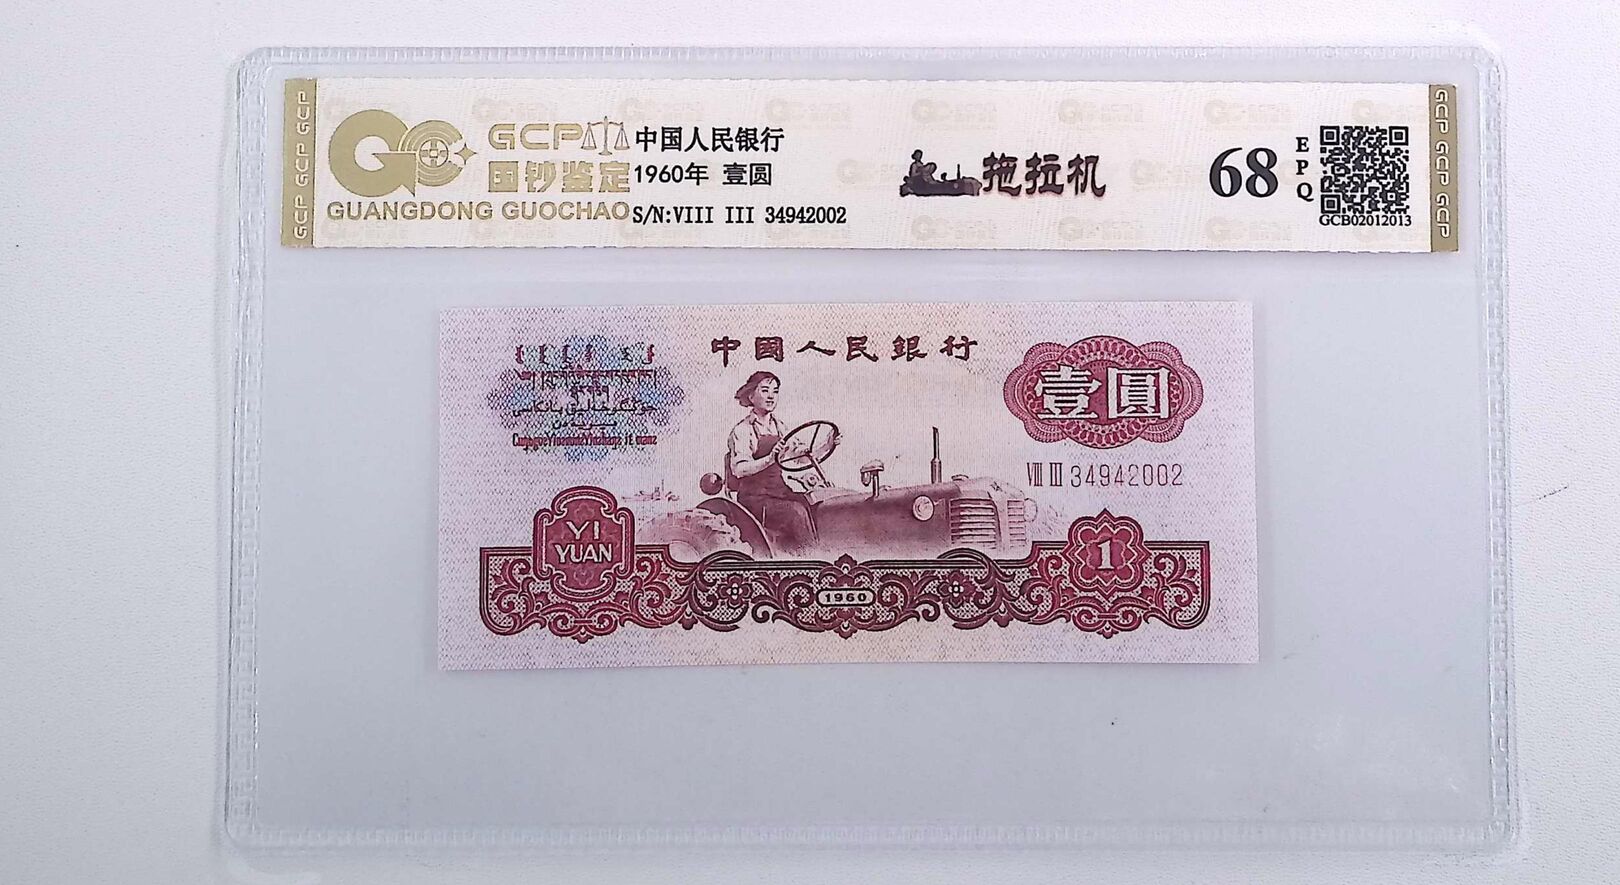 GCP GCP GCP
GCP
国钞鉴定
GUANGDONG GUOCHAO
中国人民银行
1960年 壹圆
S/N:VIII III 34942002
拖拉机
68
EPQ
GCB02012013
GCP GCP GCP
中國人民銀行
壹圓
VIII III 34942002
YI
YUAN
1
1960